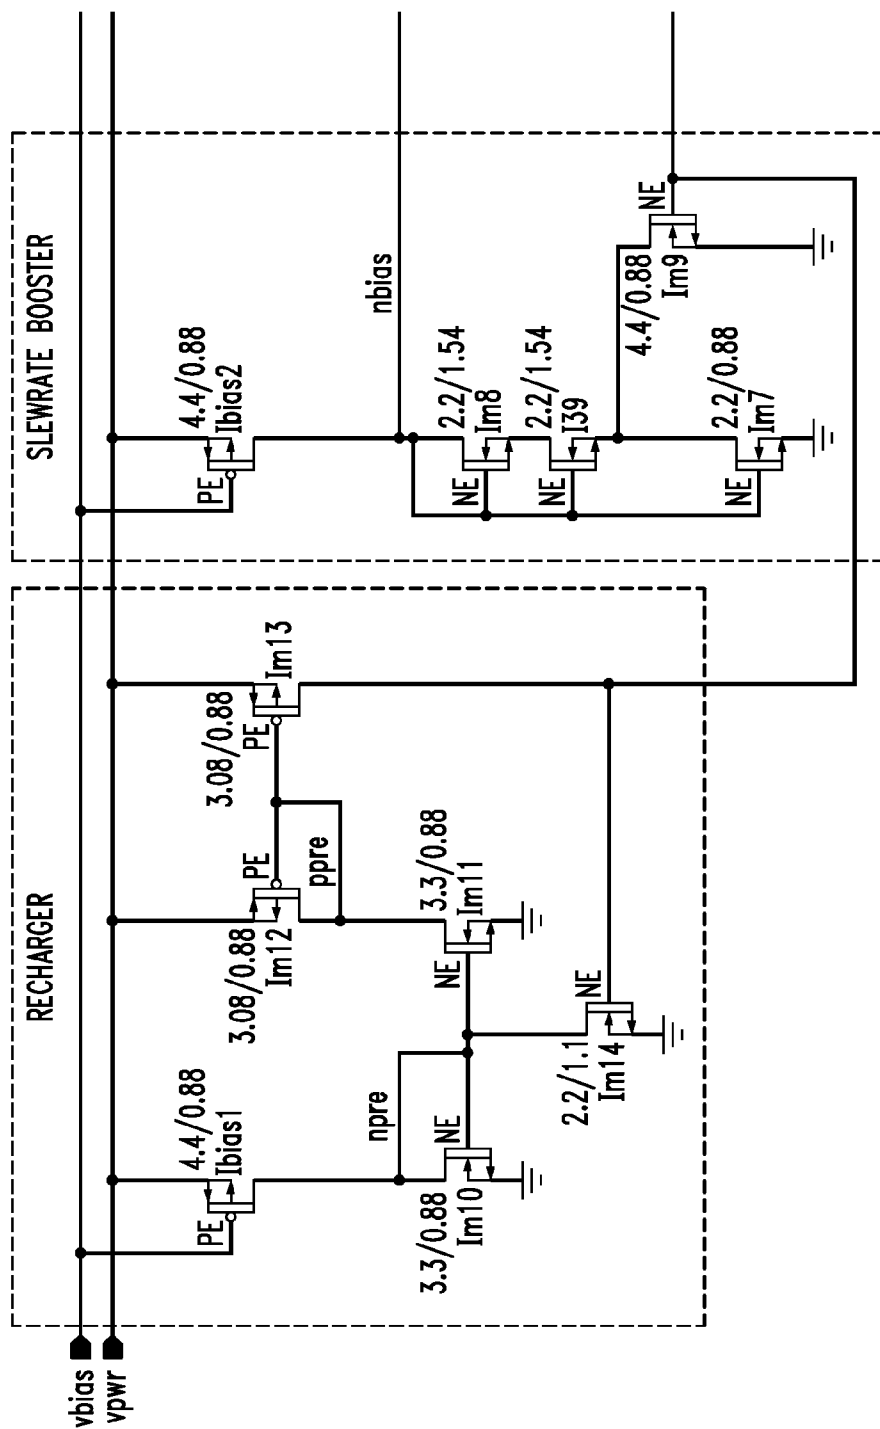 vbias
vpwr
RECHARGER
4.4/0.88
Ibias1
PE
npre
3.3/0.88
Im10
NE
3.08/0.88
Im12
PE
ppre
3.3/0.88
Im11
NE
2.2/1.1
Im14
NE
3.08/0.88
PE
Im13
SLEWRATE BOOSTER
4.4/0.88
Ibias2
PE
nbias
2.2/1.54
Im8
NE
2.2/1.54
I39
NE
4.4/0.88
Im9
NE
2.2/0.88
Im7
NE